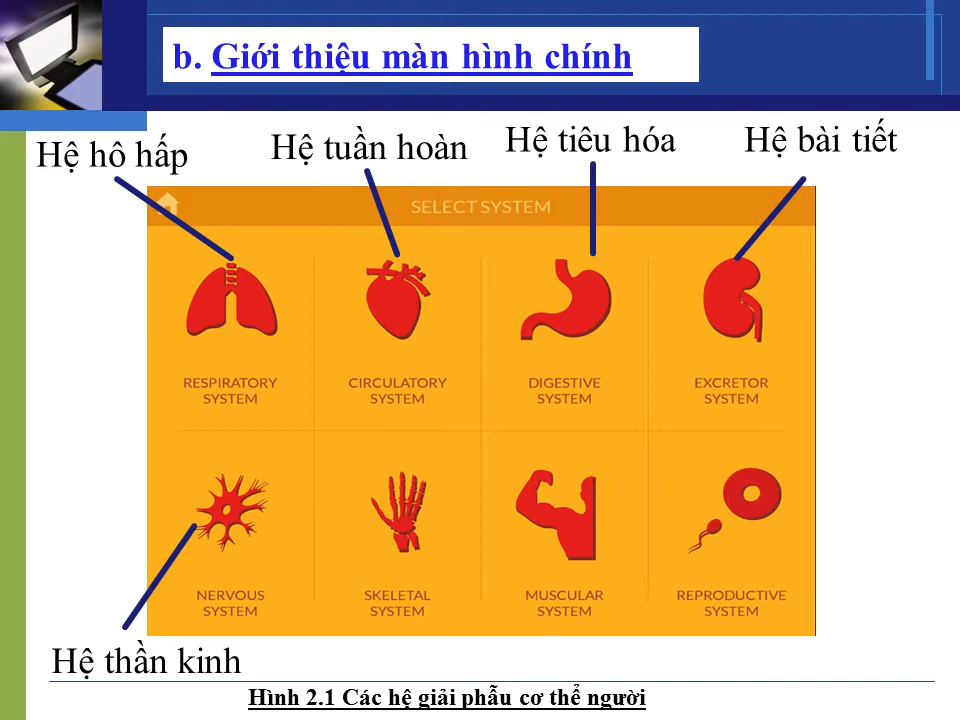 b. Giới thiệu màn hình chính
Hệ hô hấp
Hệ tuần hoàn
Hệ tiêu hóa
Hệ bài tiết
SELECT SYSTEM
RESPIRATORY
SYSTEM
CIRCULATORY
SYSTEM
DIGESTIVE
SYSTEM
EXCRETOR
SYSTEM
NERVOUS
SYSTEM
SKELETAL
SYSTEM
MUSCULAR
SYSTEM
REPRODUCTIVE
SYSTEM
Hệ thần kinh
Hình 2.1 Các hệ giải phẫu cơ thể người